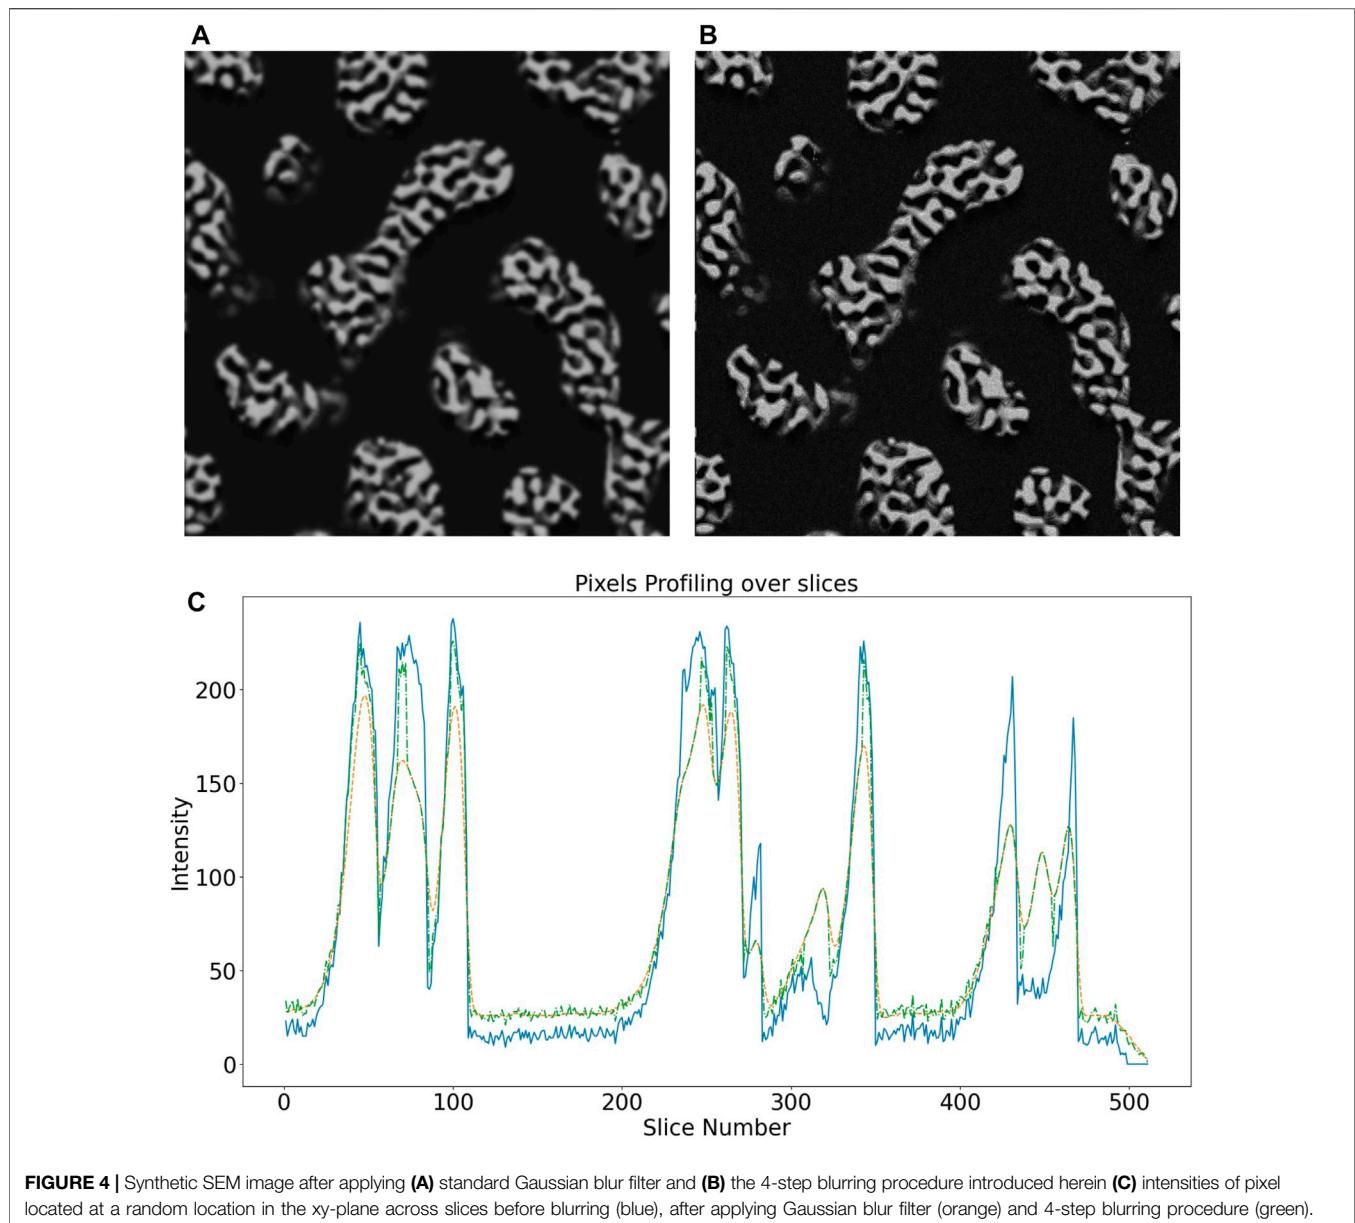 A
B
Pixels Profiling over slices
C
200
150
100
50
0
Intensity
0 100 200 300 400 500
Slice Number
FIGURE 4 | Synthetic SEM image after applying (A) standard Gaussian blur filter and (B) the 4-step blurring procedure introduced herein (C) intensities of pixel
located at a random location in the xy-plane across slices before blurring (blue), after applying Gaussian blur filter (orange) and 4-step blurring procedure (green).